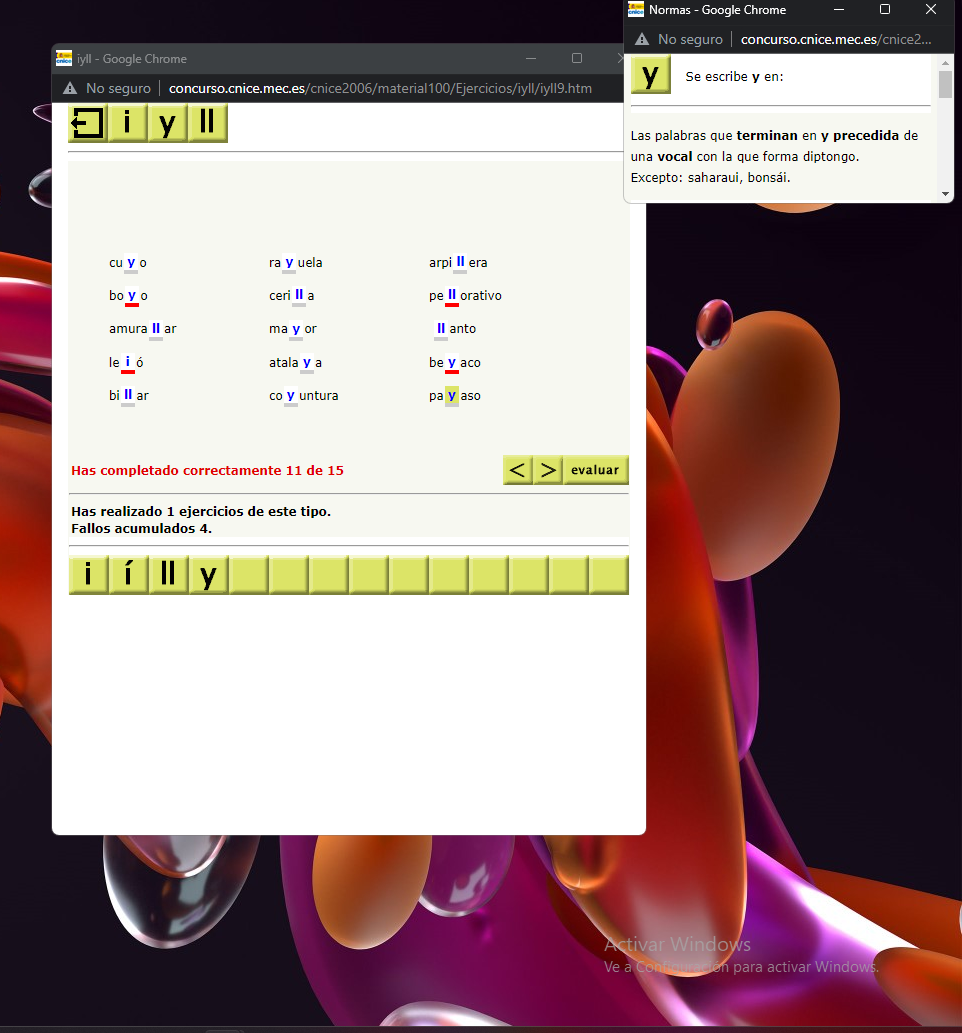 Normas - Google Chrome
No seguro | concurso.cnice.mec.es/cnice2...
y Se escribe y en:
Las palabras que terminan en y precedida de
una vocal con la que forma diptongo.
Excepto: saharaui, bonsái.
iyll - Google Chrome
No seguro | concurso.cnice.mec.es/cnice2006/material100/Ejercicios/iyll/iyll9.htm
i y ll
cu y o ra y uela arpi ll era
bo y o ceri ll a pe ll orativo
amura ll ar ma y or ll anto
le i ó atala y a be y aco
bi ll ar co y untura pa y aso
Has completado correctamente 11 de 15 < > evaluar
Has realizado 1 ejercicios de este tipo.
Fallos acumulados 4.
i í ll y
Activar Windows
Ve a Configuración para activar Windows.